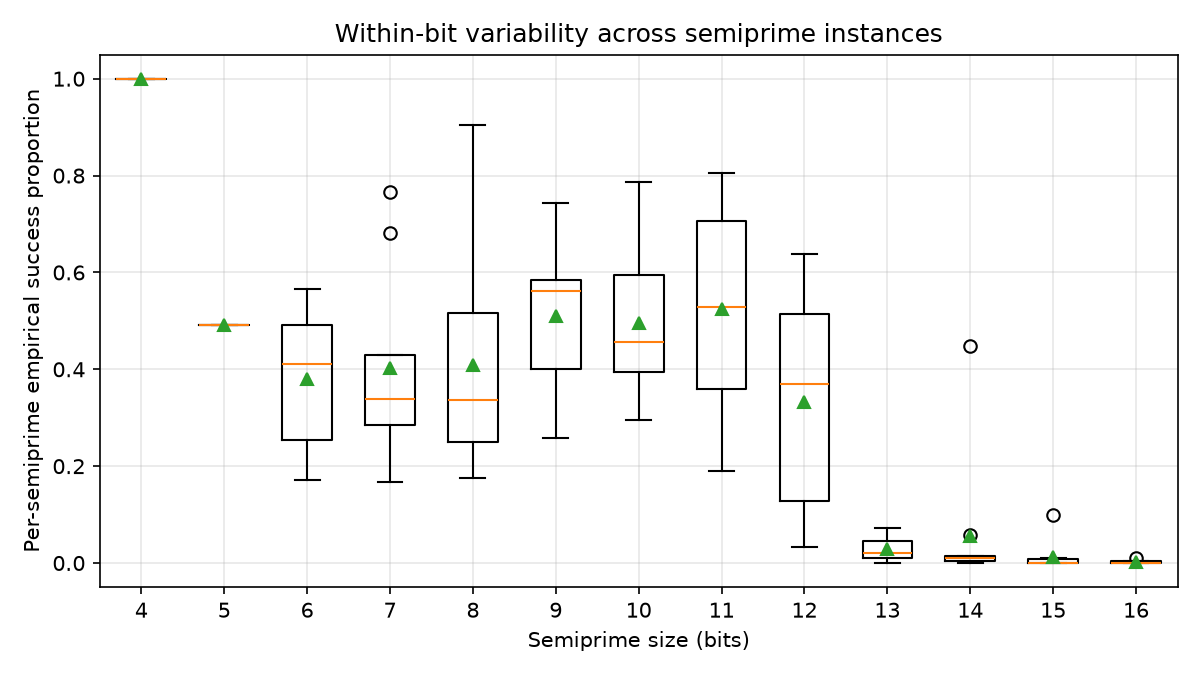 Within-bit variability across semiprime instances
Per-semiprime empirical success proportion
1.0
0.8
0.6
0.4
0.2
0.0
4 5 6 7 8 9 10 11 12 13 14 15 16
Semiprime size (bits)